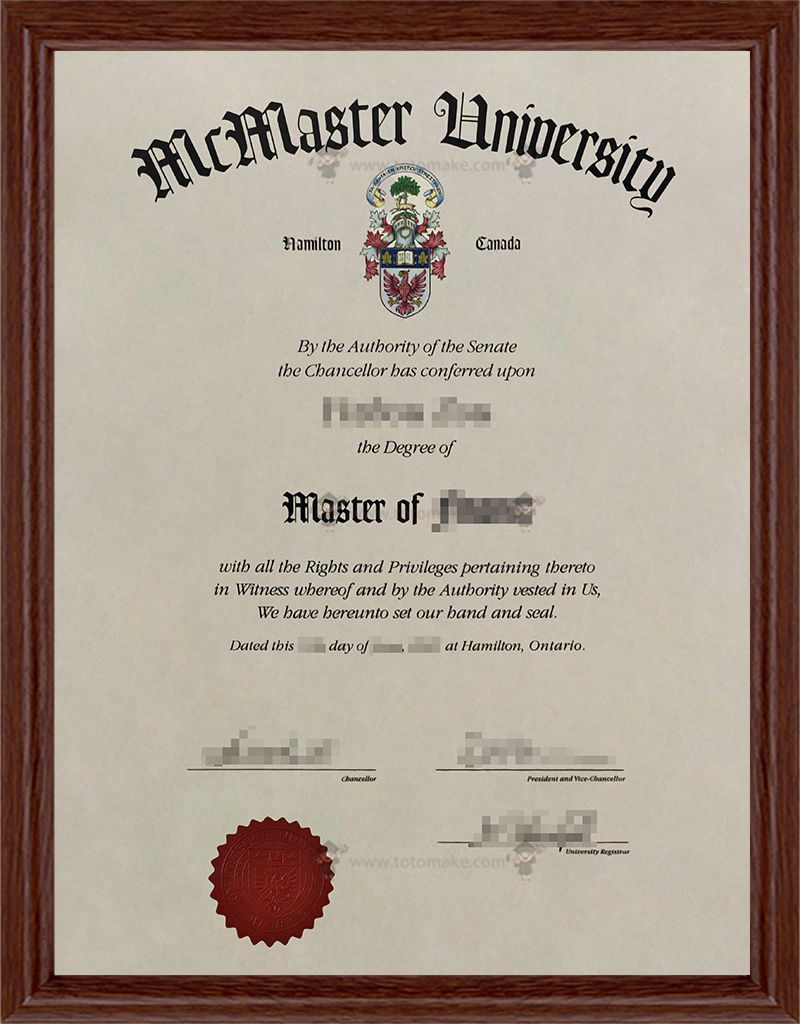 McMaster University
www.totomake.com
Hamilton Canada
By the Authority of the Senate
the Chancellor has conferred upon
the Degree of
Master of
with all the Rights and Privileges pertaining thereto
in Witness whereof and by the Authority vested in Us,
We have hereunto set our hand and seal.
Dated this day of , at Hamilton, Ontario.
Chancellor
President and Vice-Chancellor
University Registrar
www.totomake.com